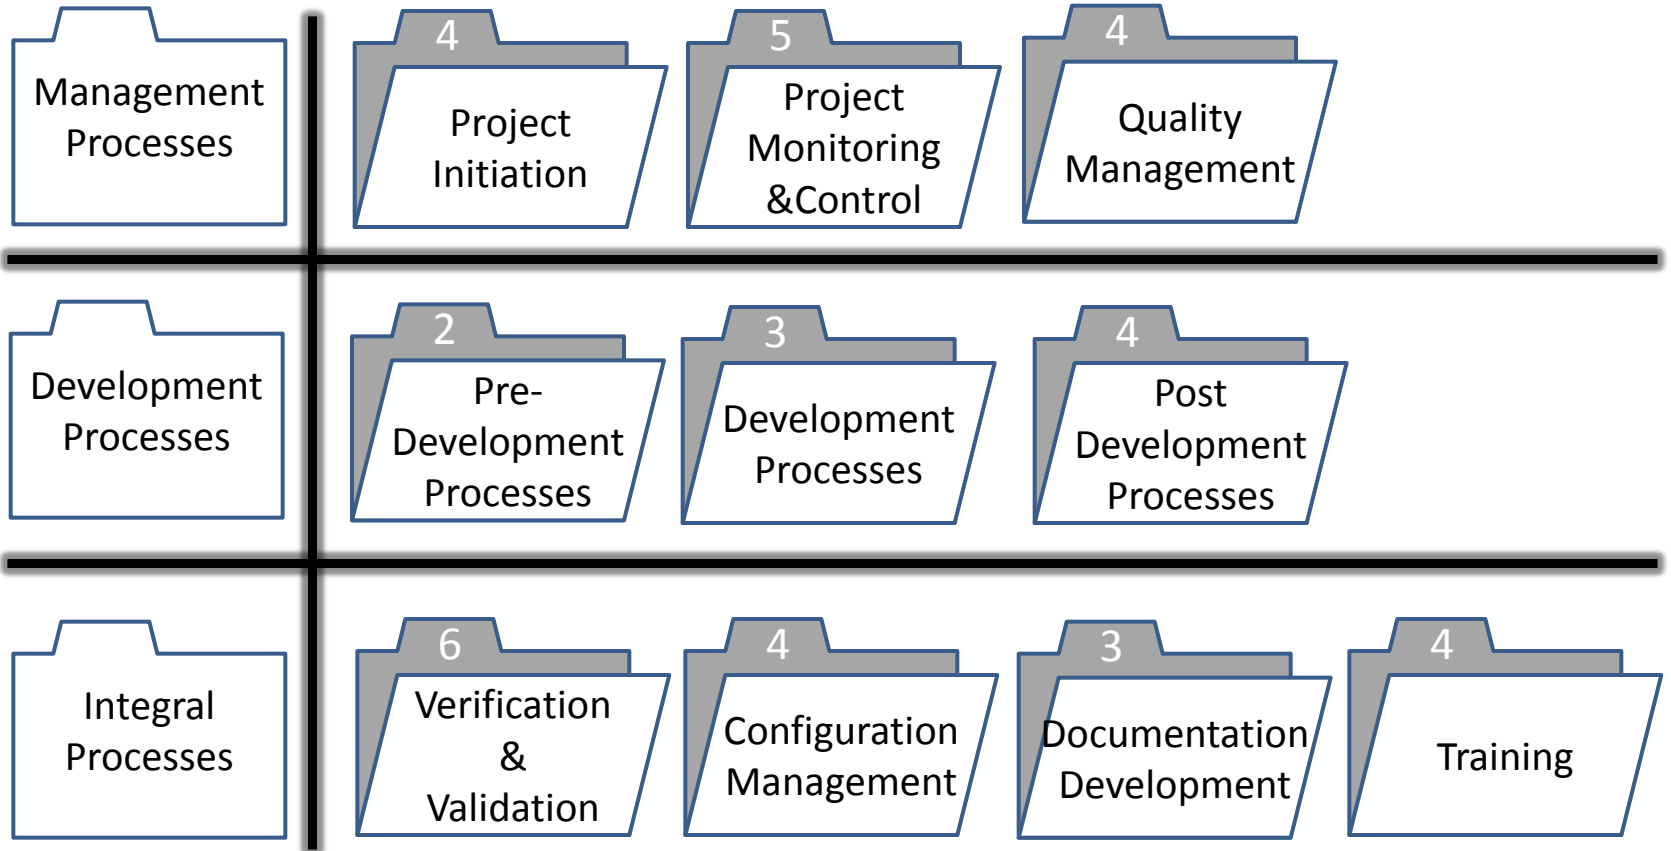 Management
Processes
4
Project
Initiation
5
Project
Monitoring
&Control
4
Quality
Management
Development
Processes
2
Pre-
Development
Processes
3
Development
Processes
4
Post
Development
Processes
Integral
Processes
6
Verification
&
Validation
4
Configuration
Management
3
Documentation
Development
4
Training